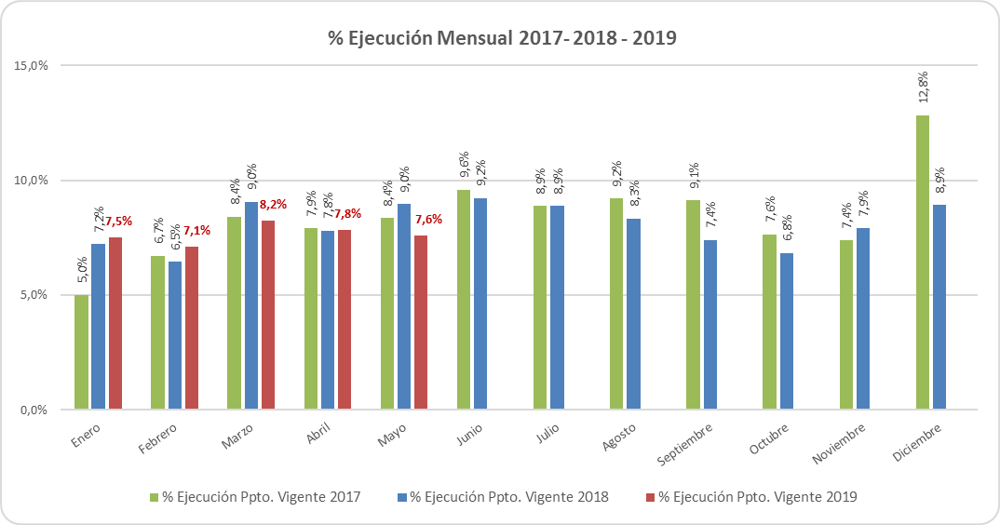 % Ejecución Mensual 2017- 2018 - 2019
15,0%
10,0%
5,0%
0,0%
5,0%
7,2%
7,5%
6,7%
6,5%
7,1%
8,4%
9,0%
8,2%
7,9%
7,8%
7,8%
8,4%
9,0%
7,6%
9,6%
9,2%
8,9%
8,9%
9,2%
8,3%
9,1%
7,4%
7,6%
6,8%
7,4%
7,9%
12,8%
8,9%
Enero
Febrero
Marzo
Abril
Mayo
Junio
Julio
Agosto
Septiembre
Octubre
Noviembre
Diciembre
% Ejecución Ppto. Vigente 2017
% Ejecución Ppto. Vigente 2018
% Ejecución Ppto. Vigente 2019